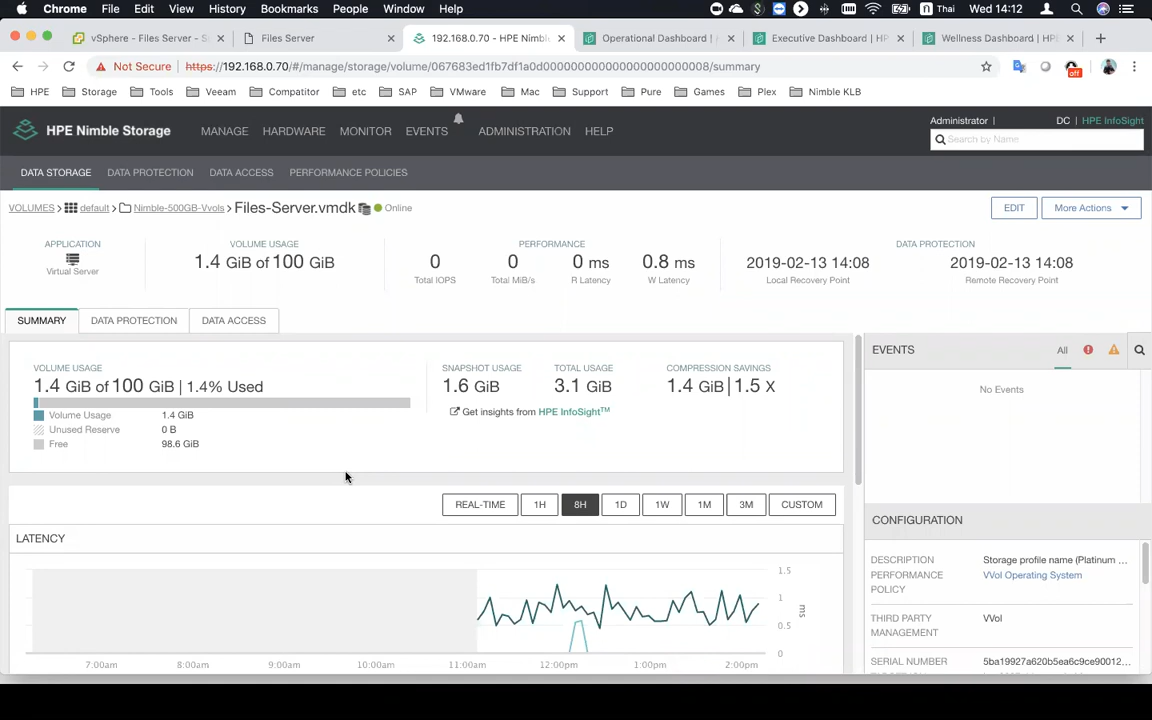 Chrome File Edit View History Bookmarks People Window Help Thai Wed 14:12
vSphere - Files Server - S Files Server 192.168.0.70 - HPE Nimbl Operational Dashboard | Executive Dashboard | HP Wellness Dashboard | HPE
Not Secure https://192.168.0.70/#/manage/storage/volume/067683ed1fb7df1a0d000000000000000000000008/summary off
HPE Storage Tools Veeam Compatitor etc SAP VMware Mac Support Pure Games Plex Nimble KLB
HPE Nimble Storage MANAGE HARDWARE MONITOR EVENTS ADMINISTRATION HELP
Administrator | DC | HPE InfoSight
Search by Name
DATA STORAGE DATA PROTECTION DATA ACCESS PERFORMANCE POLICIES
VOLUMES > default > Nimble-500GB-Vvols > Files-Server.vmdk Online EDIT More Actions
APPLICATION VOLUME USAGE PERFORMANCE DATA PROTECTION
1.4 GiB of 100 GiB 0 0 0 ms 0.8 ms 2019-02-13 14:08 2019-02-13 14:08
Virtual Server Total IOPS Total MiB/s R Latency W Latency Local Recovery Point Remote Recovery Point
SUMMARY DATA PROTECTION DATA ACCESS
VOLUME USAGE SNAPSHOT USAGE TOTAL USAGE COMPRESSION SAVINGS
1.4 GiB of 100 GiB | 1.4% Used 1.6 GiB 3.1 GiB 1.4 GiB | 1.5 X
Get insights from HPE InfoSight™
Volume Usage 1.4 GiB
Unused Reserve 0 B
Free 98.6 GiB
REAL-TIME 1H 8H 1D 1W 1M 3M CUSTOM
LATENCY
1.5
1
0.5
0
ms
7:00am 8:00am 9:00am 10:00am 11:00am 12:00pm 1:00pm 2:00pm
EVENTS All
No Events
CONFIGURATION
DESCRIPTION Storage profile name (Platinum ...
PERFORMANCE POLICY VVol Operating System
THIRD PARTY MANAGEMENT VVol
SERIAL NUMBER 5ba19927a620b5ea6c9ce90012...